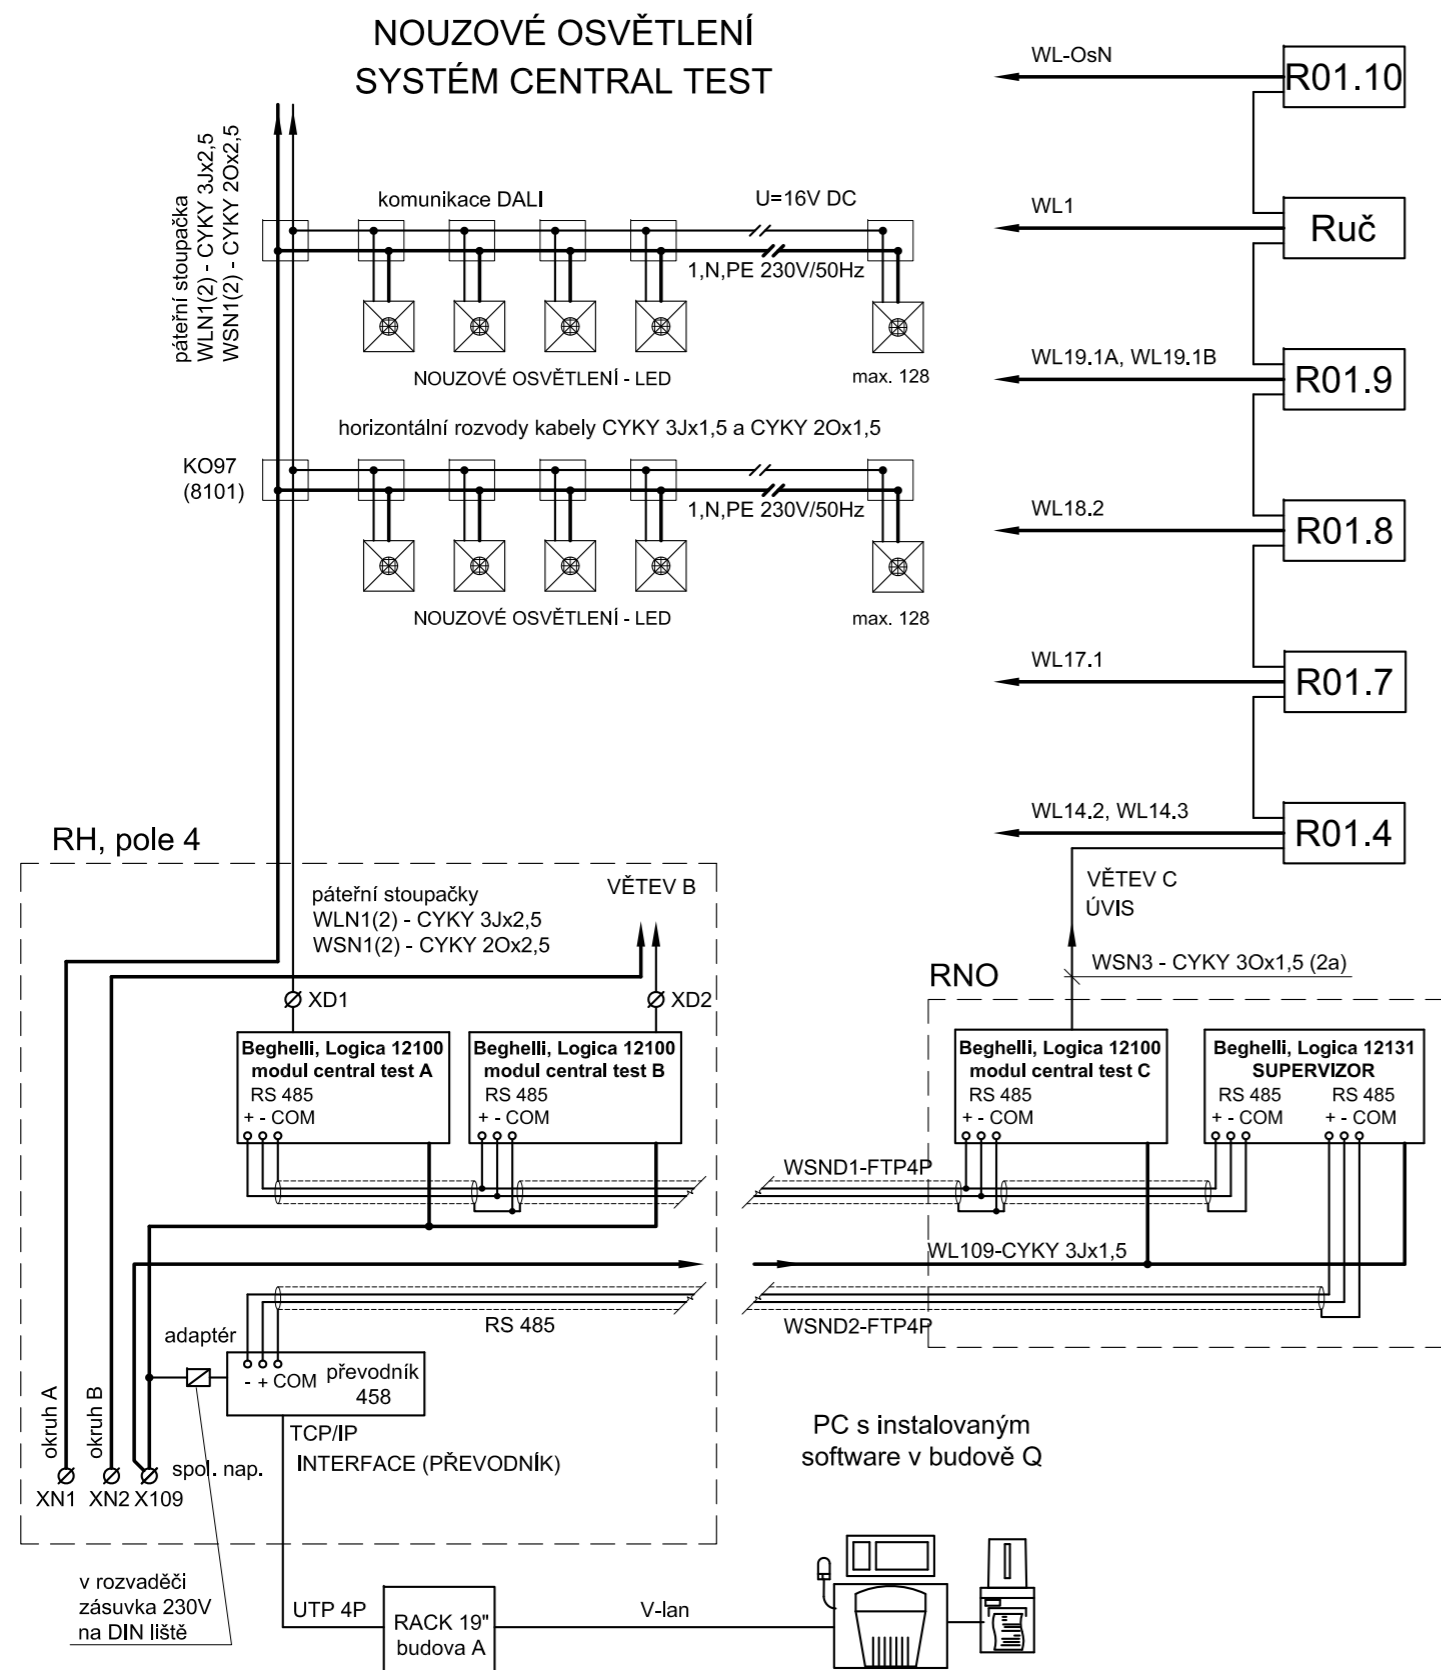 NOUZOVÉ OSVĚTLENÍ
SYSTÉM CENTRAL TEST
páteřní stoupačka
WLN1(2) - CYKY 3Jx2,5
WSN1(2) - CYKY 2Ox2,5
komunikace DALI
U=16V DC
1,N,PE 230V/50Hz
NOUZOVÉ OSVĚTLENÍ - LED
max. 128
horizontální rozvody kabely CYKY 3Jx1,5 a CYKY 2Ox1,5
KO97
(8101)
1,N,PE 230V/50Hz
NOUZOVÉ OSVĚTLENÍ - LED
max. 128
WL-OsN
R01.10
WL1
Ruč
WL19.1A, WL19.1B
R01.9
WL18.2
R01.8
WL17.1
R01.7
WL14.2, WL14.3
R01.4
VĚTEV C
ÚVIS
WSN3 - CYKY 3Ox1,5 (2a)
RH, pole 4
páteřní stoupačky
WLN1(2) - CYKY 3Jx2,5
WSN1(2) - CYKY 2Ox2,5
VĚTEV B
XD1
XD2
Beghelli, Logica 12100
modul central test A
RS 485
+ - COM
Beghelli, Logica 12100
modul central test B
RS 485
+ - COM
RNO
Beghelli, Logica 12100
modul central test C
RS 485
+ - COM
Beghelli, Logica 12131
SUPERVIZOR
RS 485 RS 485
+ - COM + - COM
WSND1-FTP4P
WL109-CYKY 3Jx1,5
WSND2-FTP4P
RS 485
adaptér
- + COM
převodník
458
TCP/IP
INTERFACE (PŘEVODNÍK)
okruh A
okruh B
spol. nap.
XN1 XN2 X109
v rozvaděči
zásuvka 230V
na DIN liště
UTP 4P
RACK 19"
budova A
V-lan
PC s instalovaným
software v budově Q